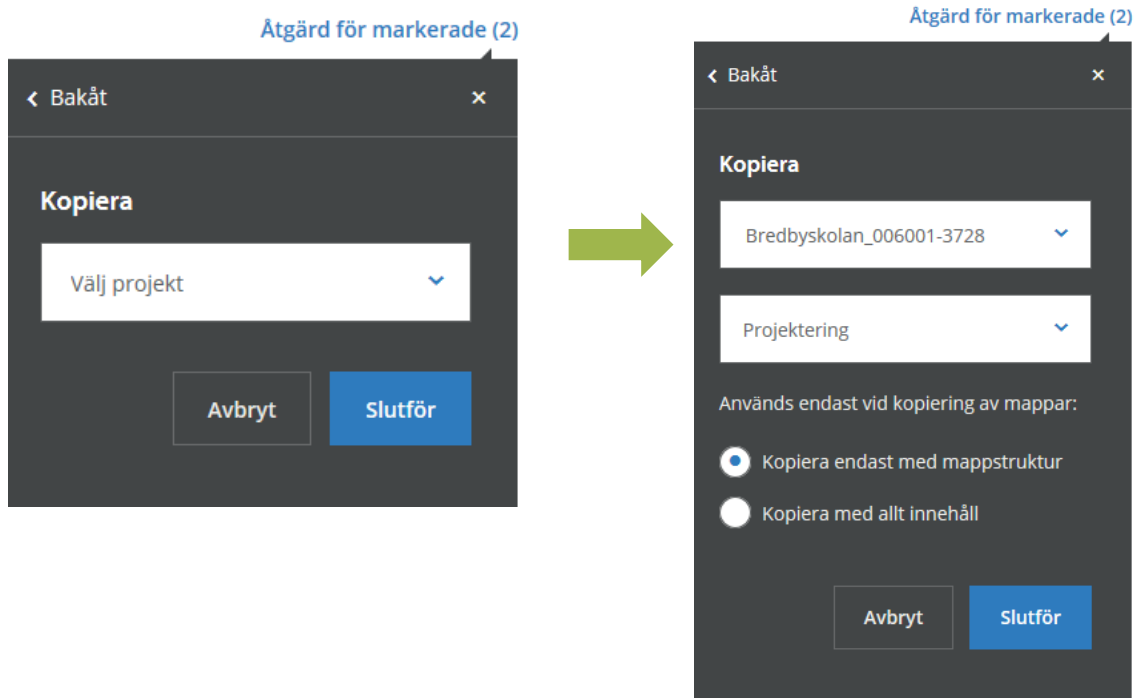 Åtgärd för markerade (2)
Bakåt
Kopiera
Välj projekt
Avbryt
Slutför
Åtgärd för markerade (2)
Bakåt
Kopiera
Bredbyskolan_006001-3728
Projektering
Används endast vid kopiering av mappar:
Kopiera endast med mappstruktur
Kopiera med allt innehåll
Avbryt
Slutför